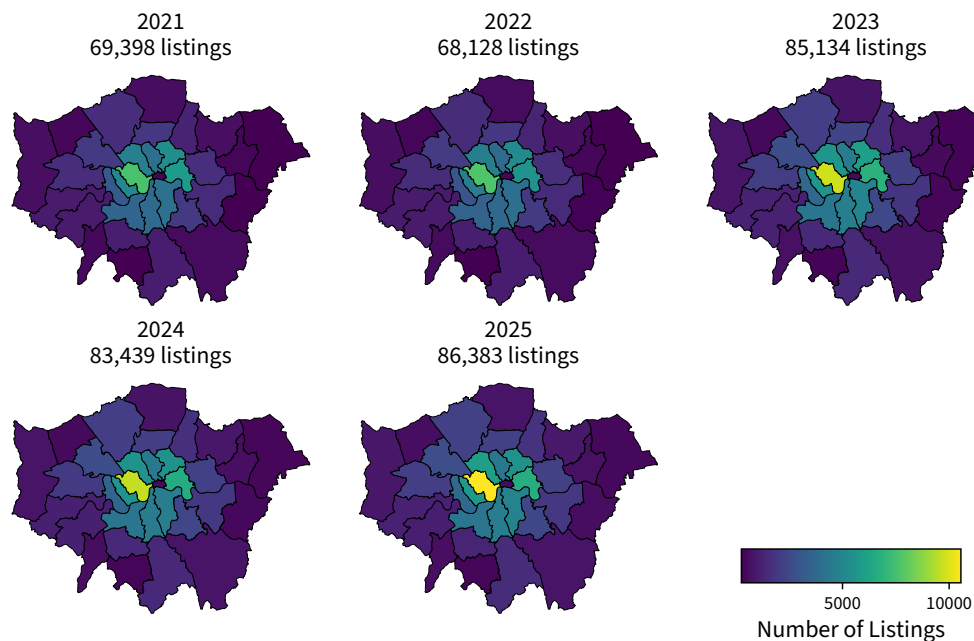 2021
69,398 listings
2022
68,128 listings
2023
85,134 listings
2024
83,439 listings
2025
86,383 listings
5000
10000
Number of Listings